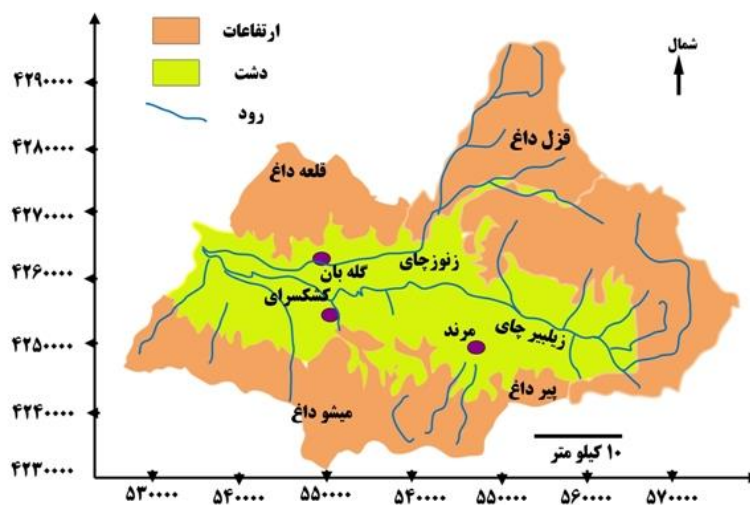 ارتفاعات
دشت
رود
شمال
۴۲۹۰۰۰۰
۴۲۸۰۰۰۰
۴۲۷۰۰۰۰
۴۲۶۰۰۰۰
۴۲۵۰۰۰۰
۴۲۴۰۰۰۰
۴۲۳۰۰۰۰
قزل داغ
قلعه داغ
زنوزچای
گله بان
کشکسرای
زیلبیر چای
مرند
پیر داغ
میشو داغ
۱۰ کیلو متر
۵۳۰۰۰۰
۵۴۰۰۰۰
۵۵۰۰۰۰
۵۴۰۰۰۰
۵۵۰۰۰۰
۵۶۰۰۰۰
۵۷۰۰۰۰